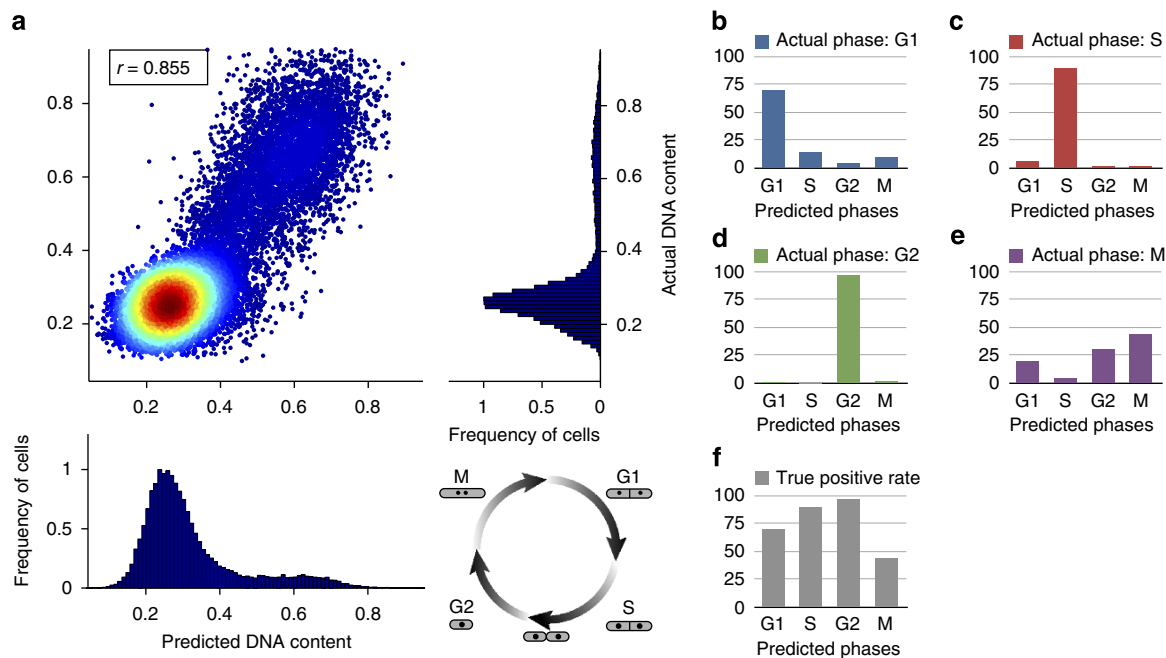 a
r = 0.855
0.8
0.6
0.4
0.2
0.2 0.4 0.6 0.8
0.8
0.6
0.4
0.2
Actual DNA content
1 0.5 0
Frequency of cells
Frequency of cells
1
0.5
0
0.2 0.4 0.6 0.8
Predicted DNA content
M
G1
G2
S
b
Actual phase: G1
100
75
50
25
0
G1 S G2 M
Predicted phases
c
Actual phase: S
100
75
50
25
0
G1 S G2 M
Predicted phases
d
Actual phase: G2
100
75
50
25
0
G1 S G2 M
Predicted phases
e
Actual phase: M
100
75
50
25
0
G1 S G2 M
Predicted phases
f
True positive rate
100
75
50
25
0
G1 S G2 M
Predicted phases